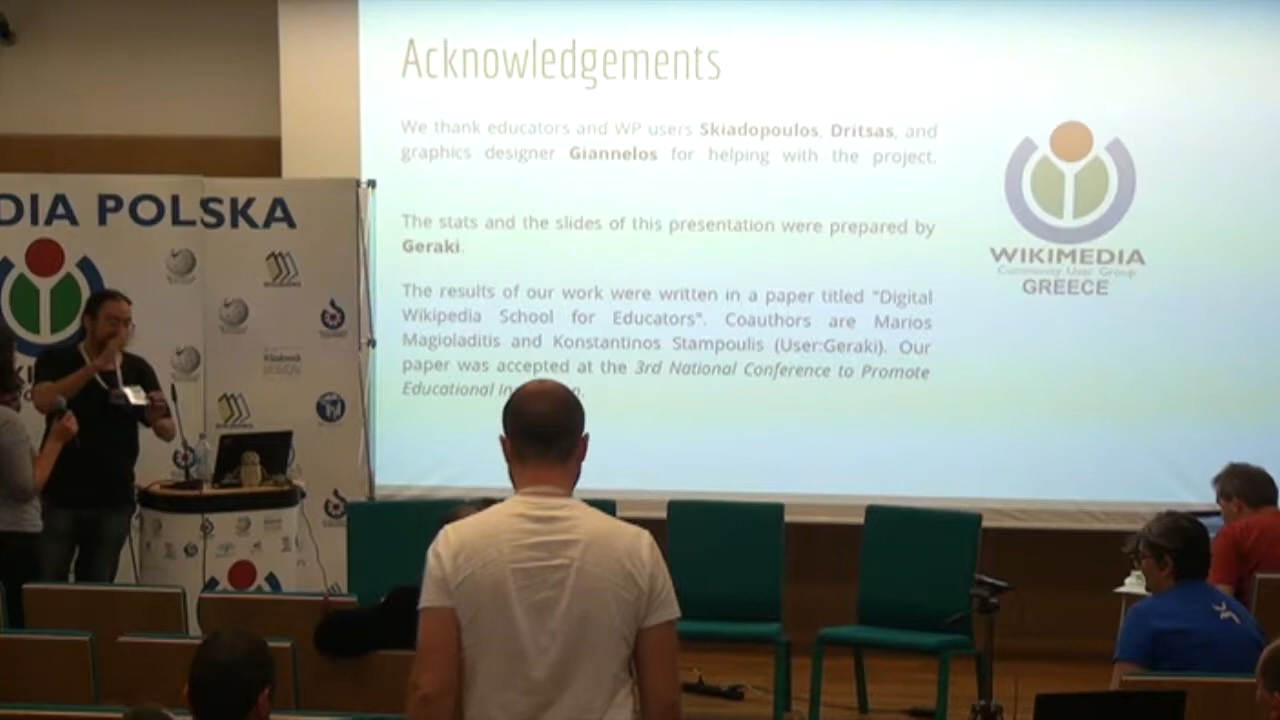 Acknowledgements
We thank educators and WP users Skiadopoulos, Dritsas, and
graphics designer Giannelos for helping with the project.
The stats and the slides of this presentation were prepared by
Geraki.
The results of our work were written in a paper titled "Digital
Wikipedia School for Educators". Coauthors are Marios
Magioladitis and Konstantinos Stampoulis (User:Geraki). Our
paper was accepted at the 3rd National Conference to Promote
Educational
WIKIMEDIA
Community User Group
GREECE
DIA POLSKA